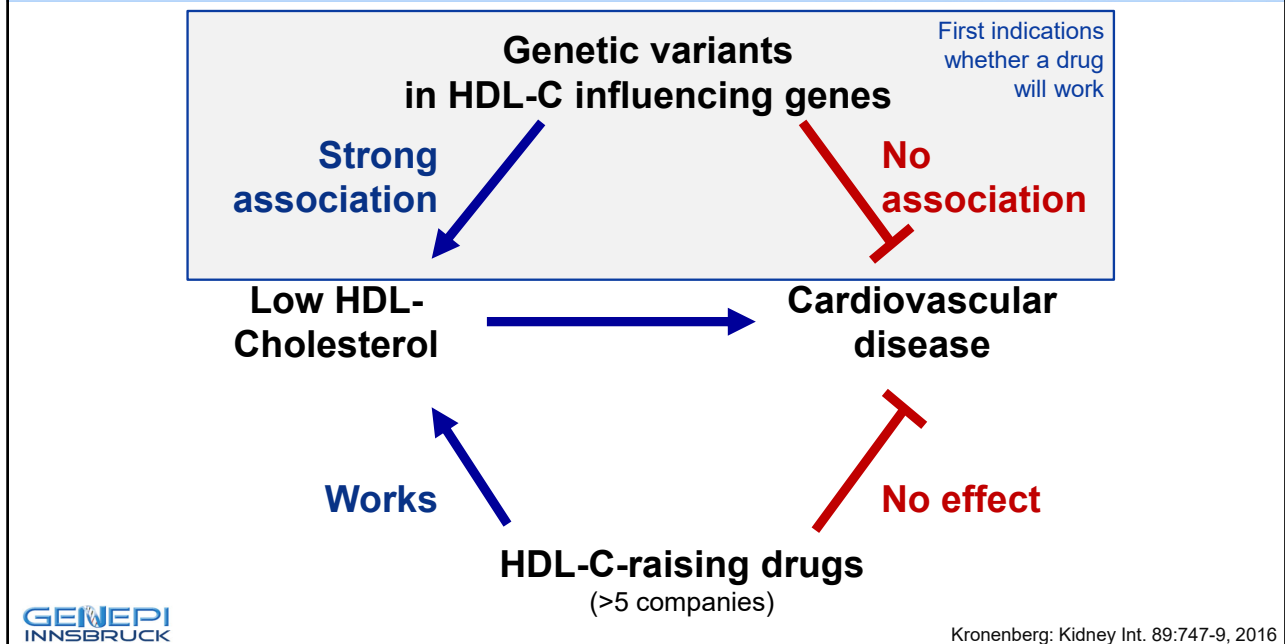 Genetic variants
in HDL-C influencing genes
First indications
whether a drug
will work
Strong
association
No
association
Low HDL-
Cholesterol
Cardiovascular
disease
Works
No effect
HDL-C-raising drugs
(>5 companies)
GENEPI
INNSBRUCK
Kronenberg: Kidney Int. 89:747-9, 2016